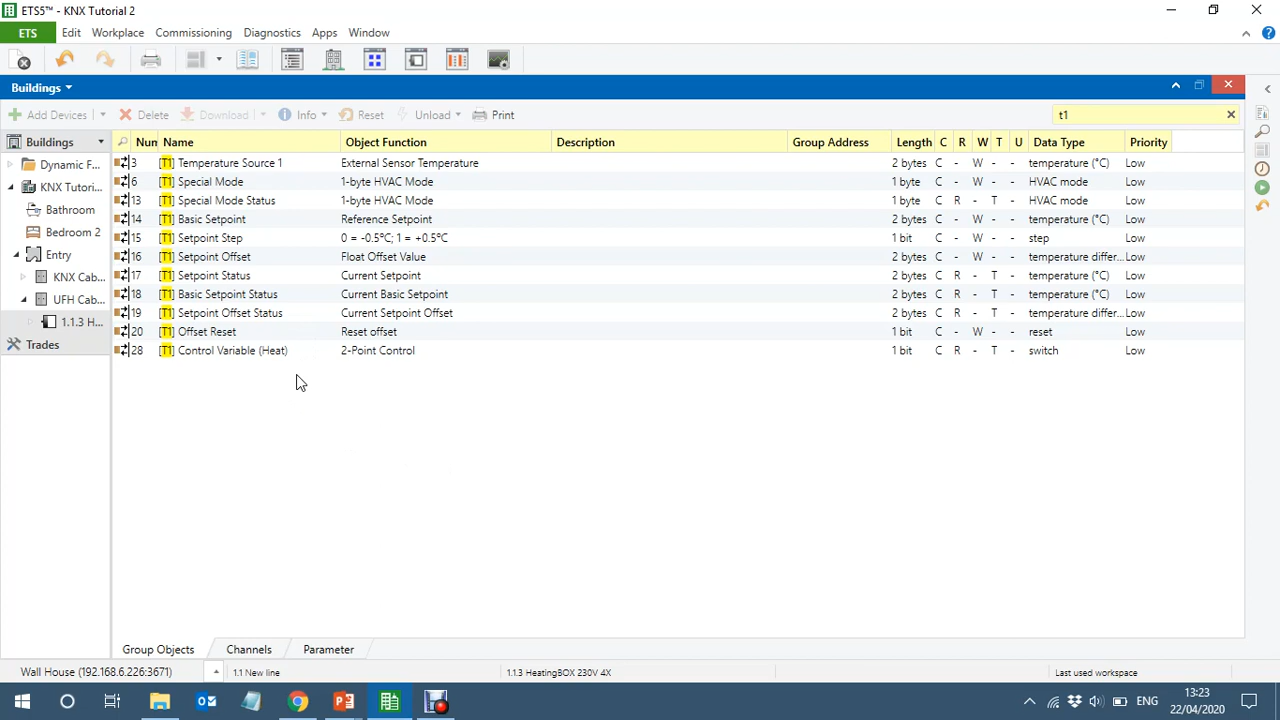 ETS5™ - KNX Tutorial 2
ETS Edit Workplace Commissioning Diagnostics Apps Window
Buildings
Add Devices Delete Download Info Reset Unload Print t1
Buildings Num Name Object Function Description Group Address Length C R W T U Data Type Priority
Dynamic F... 3 [T1] Temperature Source 1 External Sensor Temperature 2 bytes C - W - - temperature (°C) Low
KNX Tutori... 6 [T1] Special Mode 1-byte HVAC Mode 1 byte C - W - - HVAC mode Low
13 [T1] Special Mode Status 1-byte HVAC Mode 1 byte C R - T - HVAC mode Low
Bathroom 14 [T1] Basic Setpoint Reference Setpoint 2 bytes C - W - - temperature (°C) Low
Bedroom 2 15 [T1] Setpoint Step 0 = -0.5ºC; 1 = +0.5ºC 1 bit C - W - - step Low
Entry 16 [T1] Setpoint Offset Float Offset Value 2 bytes C - W - - temperature differ... Low
KNX Cab... 17 [T1] Setpoint Status Current Setpoint 2 bytes C R - T - temperature (°C) Low
UFH Cab... 18 [T1] Basic Setpoint Status Current Basic Setpoint 2 bytes C R - T - temperature (°C) Low
1.1.3 H... 19 [T1] Setpoint Offset Status Current Setpoint Offset 2 bytes C R - T - temperature differ... Low
20 [T1] Offset Reset Reset offset 1 bit C - W - - reset Low
Trades 28 [T1] Control Variable (Heat) 2-Point Control 1 bit C R - T - switch Low
Group Objects Channels Parameter
Wall House (192.168.6.226:3671) 1.1 New line 1.1.3 HeatingBOX 230V 4X Last used workspace
ENG 13:23
22/04/2020